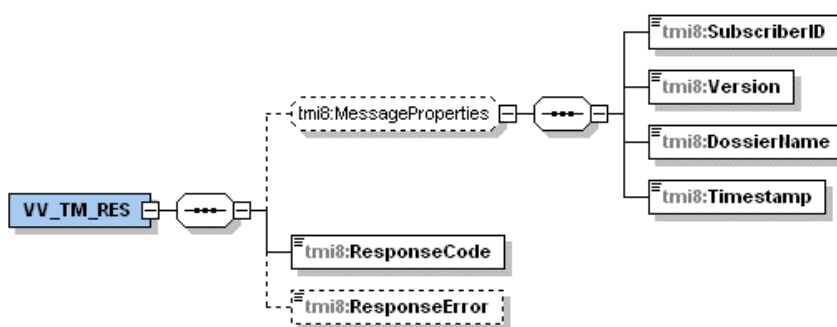 tmi8:SubscriberID
tmi8:MessageProperties
tmi8:Version
tmi8:DossierName
tmi8:Timestamp
VV_TM_RES
tmi8:ResponseCode
tmi8:ResponseError